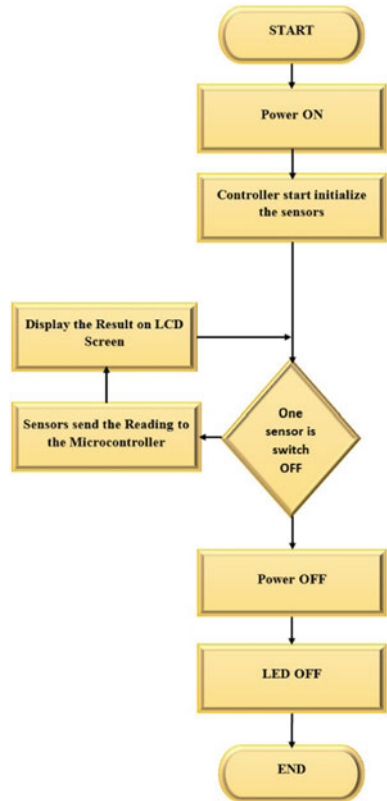 START
Power ON
Controller start initialize
the sensors
Display the Result on LCD
Screen
Sensors send the Reading to
the Microcontroller
One
sensor is
switch
OFF
Power OFF
LED OFF
END